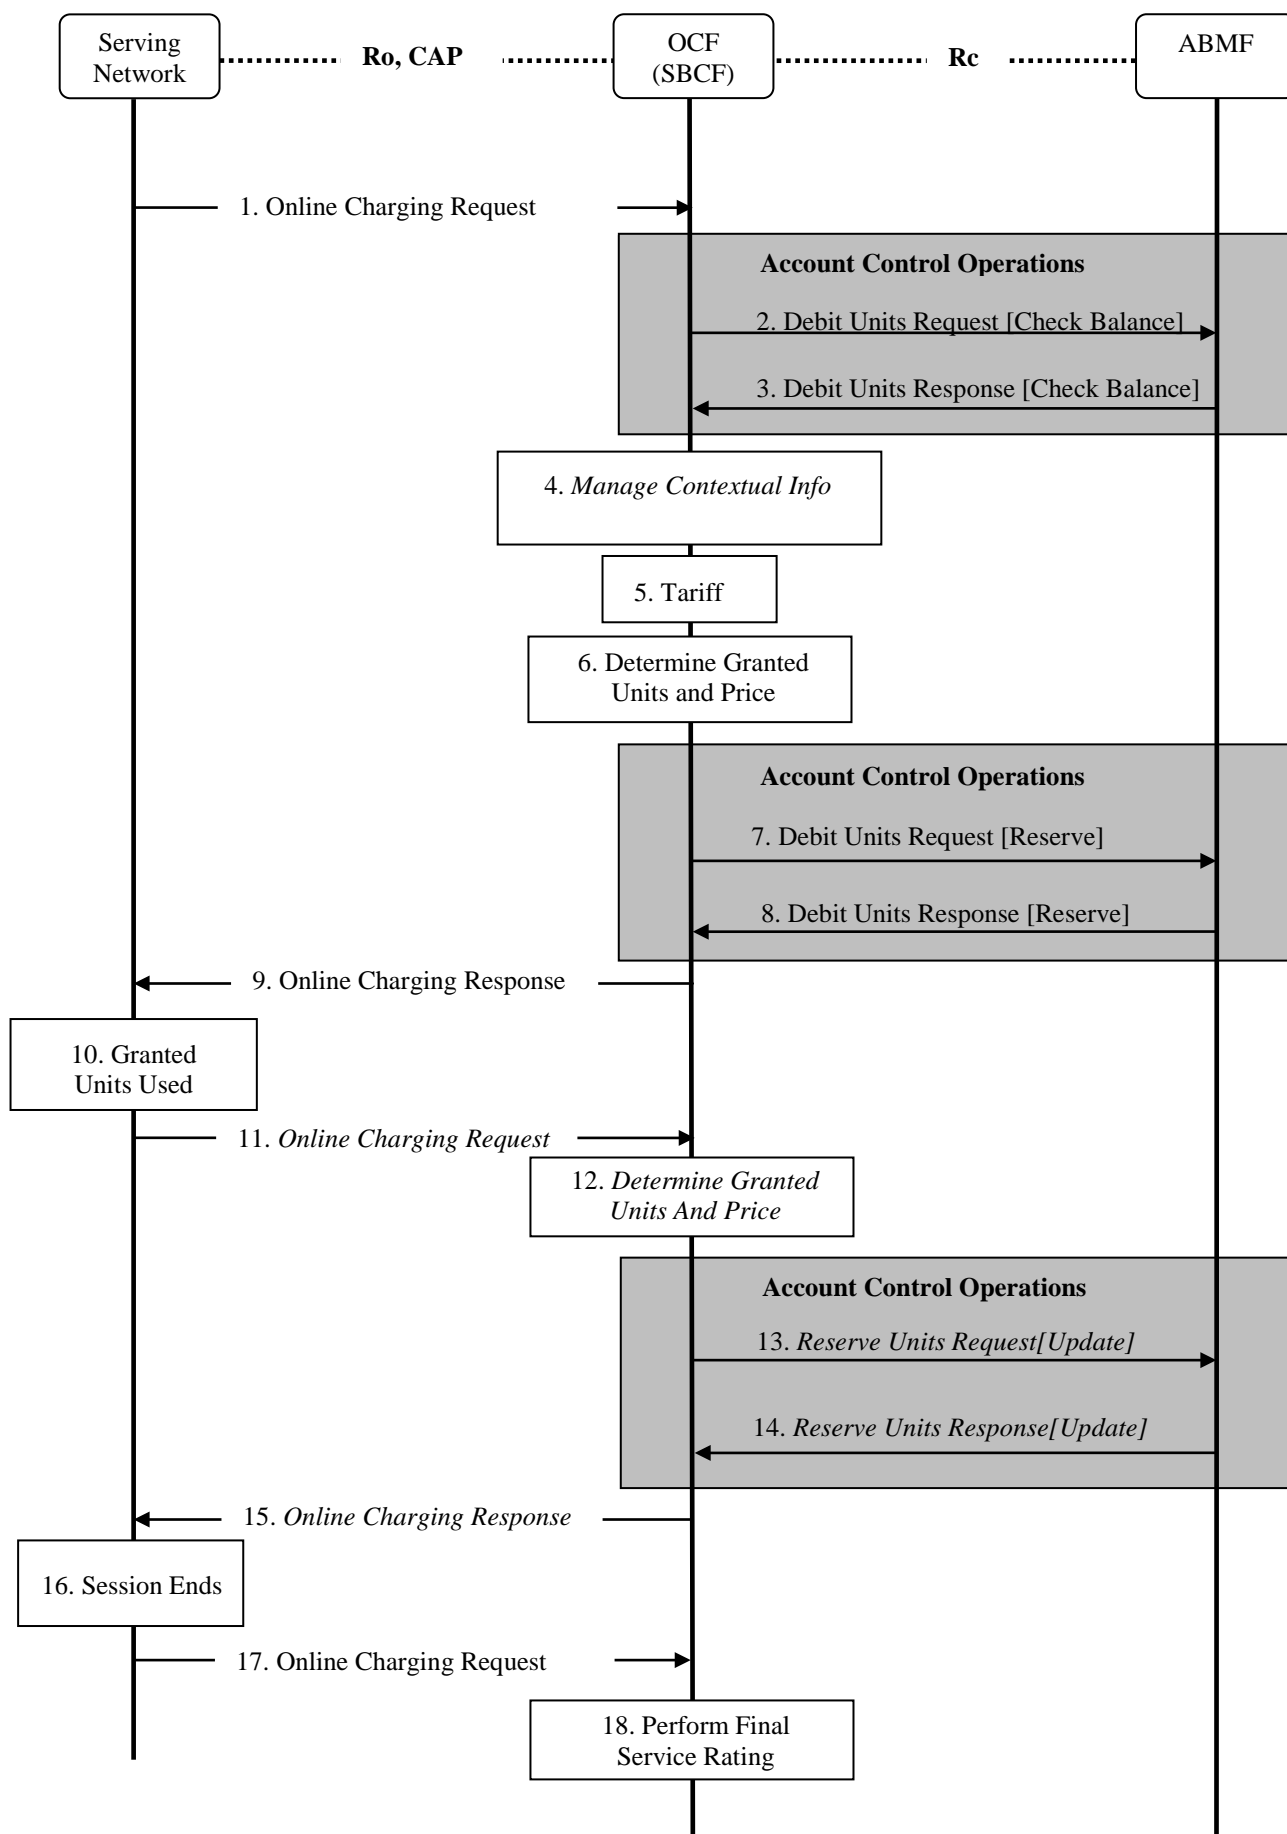 Serving
Network
Ro, CAP
OCF
(SBCF)
Rc
ABMF
1. Online Charging Request
Account Control Operations
2. Debit Units Request [Check Balance]
3. Debit Units Response [Check Balance]
4. Manage Contextual Info
5. Tariff
6. Determine Granted
Units and Price
Account Control Operations
7. Debit Units Request [Reserve]
8. Debit Units Response [Reserve]
9. Online Charging Response
10. Granted
Units Used
11. Online Charging Request
12. Determine Granted
Units And Price
Account Control Operations
13. Reserve Units Request[Update]
14. Reserve Units Response[Update]
15. Online Charging Response
16. Session Ends
17. Online Charging Request
18. Perform Final
Service Rating